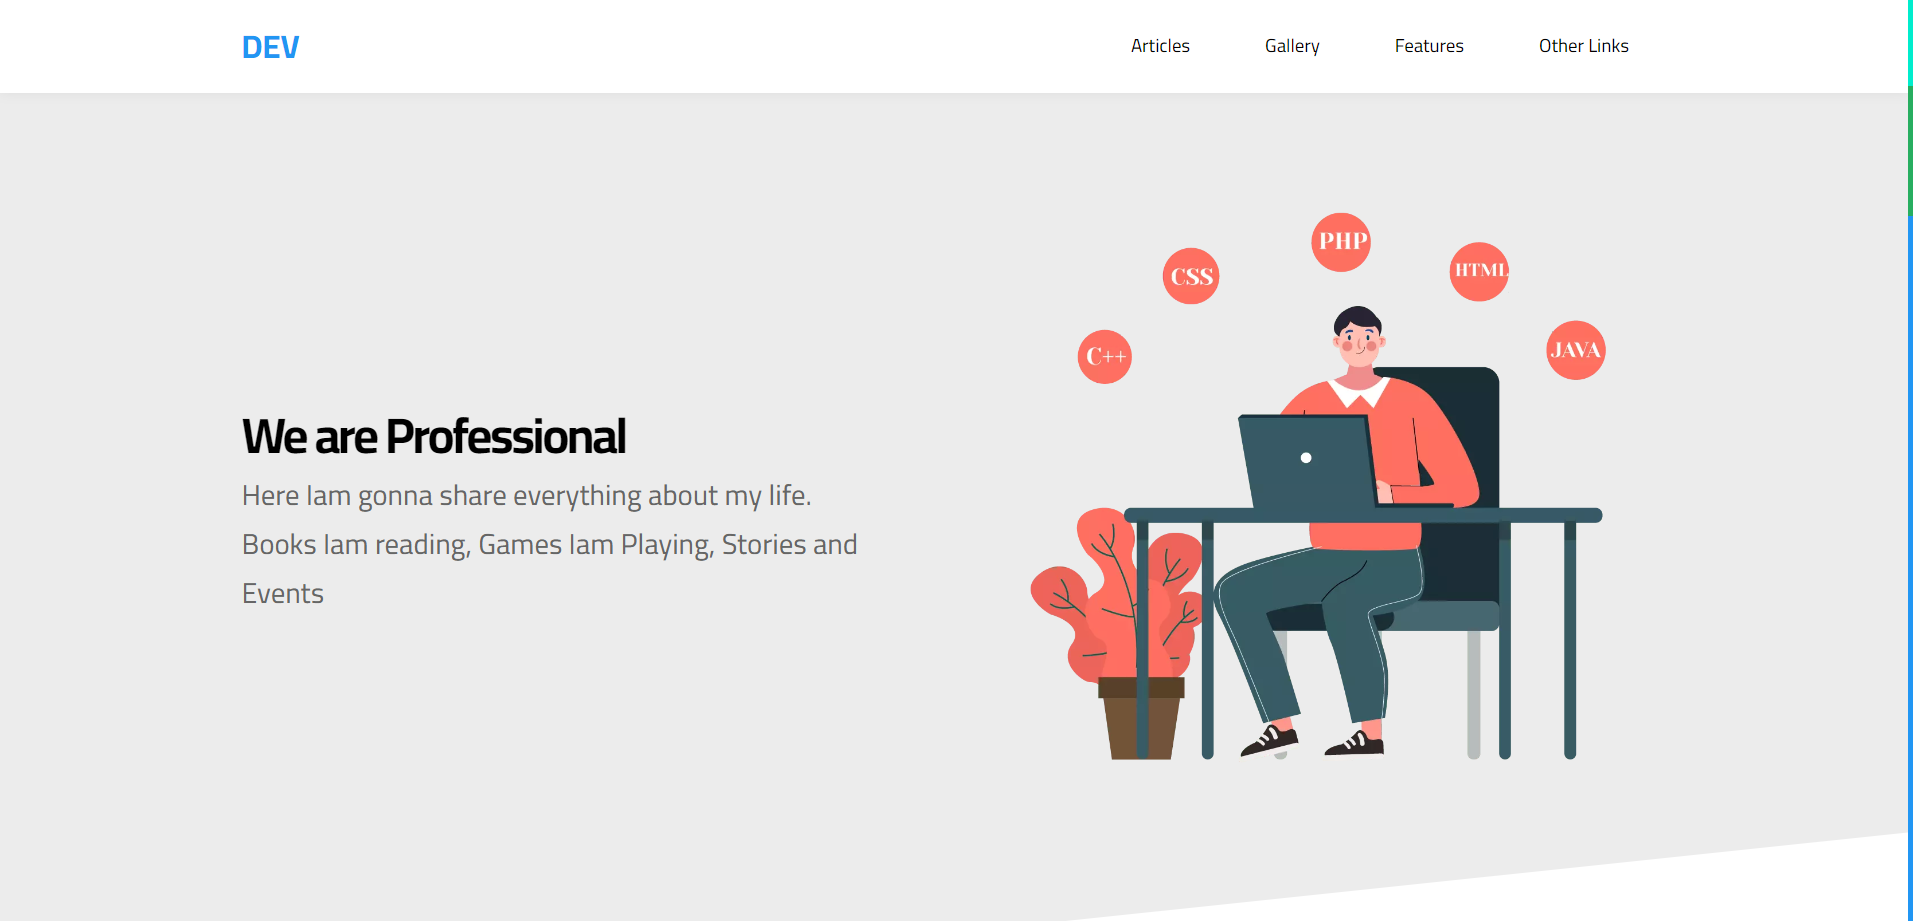 DEV
Articles
Gallery
Features
Other Links
PHP
HTML
CSS
JAVA
C++
We are Professional
Here Iam gonna share everything about my life.
Books Iam reading, Games Iam Playing, Stories and
Events